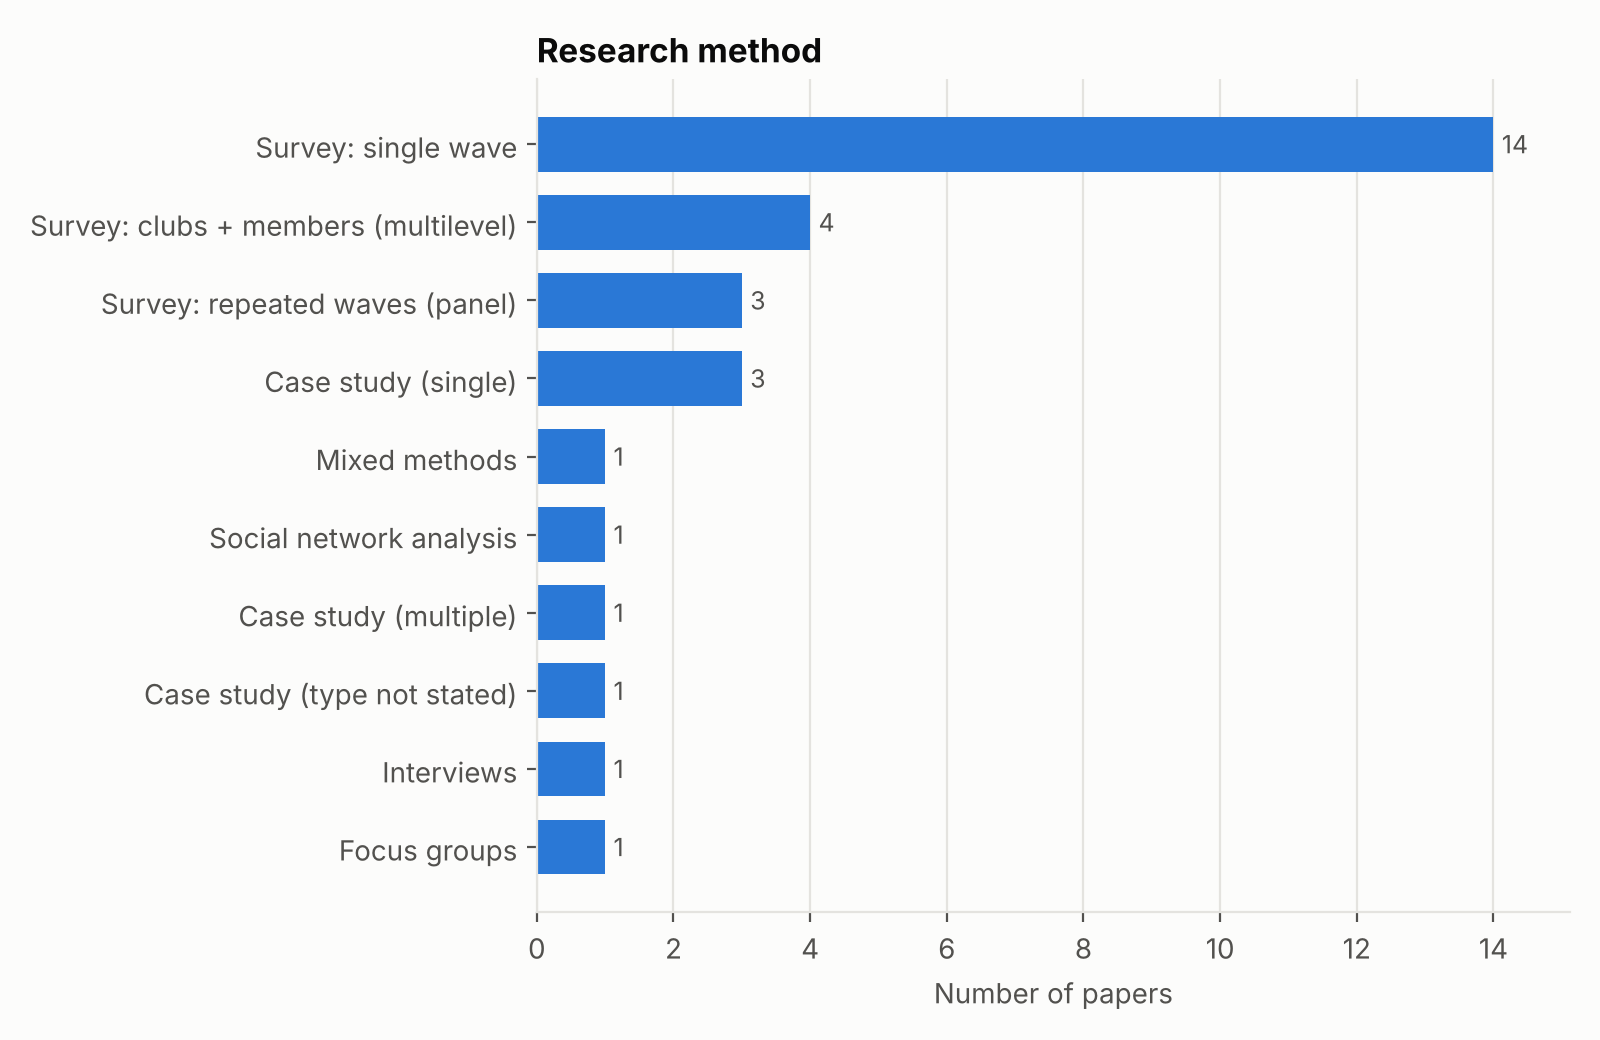 Research method
Survey: single wave 14
Survey: clubs + members (multilevel) 4
Survey: repeated waves (panel) 3
Case study (single) 3
Mixed methods 1
Social network analysis 1
Case study (multiple) 1
Case study (type not stated) 1
Interviews 1
Focus groups 1
0 2 4 6 8 10 12 14
Number of papers